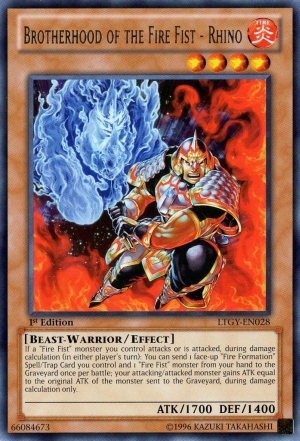 BROTHERHOOD OF THE FIRE FIST - RHINO
FIRE
炎
1st Edition
LTGY-EN028
[BEAST-WARRIOR/EFFECT]
If a "Fire Fist" monster you control attacks or is attacked, during damage
calculation (in either player's turn): You can send 1 face-up "Fire Formation"
Spell/Trap Card you control and 1 "Fire Fist" monster from your hand to the
Graveyard once per battle; your attacking/attacked monster gains ATK equal
to the original ATK of the monster sent to the Graveyard, during damage
calculation only.
ATK/1700 DEF/1400
66084673
©1996 KAZUKI TAKAHASHI